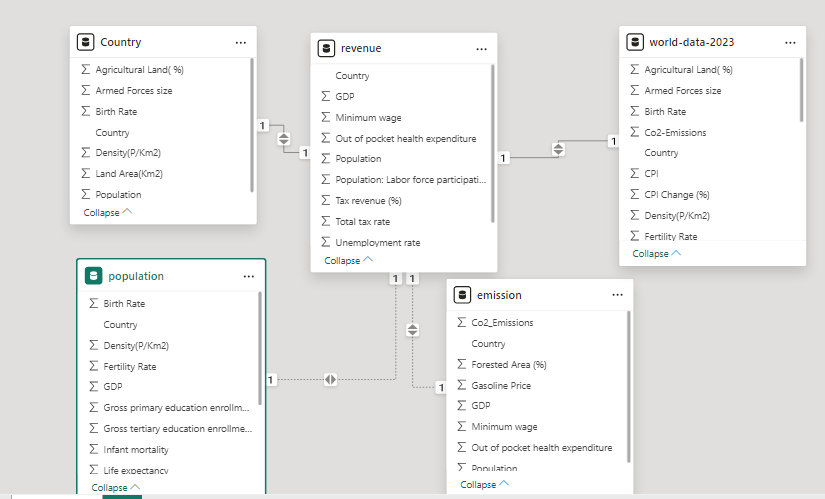 Country
...
Agricultural Land( %)
Armed Forces size
Birth Rate
Country
Density(P/Km2)
Land Area(Km2)
Population
Collapse
revenue
...
Country
GDP
Minimum wage
Out of pocket health expenditure
Population
Population: Labor force participati...
Tax revenue (%)
Total tax rate
Unemployment rate
Collapse
world-data-2023
...
Agricultural Land( %)
Armed Forces size
Birth Rate
Co2-Emissions
Country
CPI
CPI Change (%)
Density(P/Km2)
Fertility Rate
Collapse
1
1
1
1
population
...
Birth Rate
Country
Density(P/Km2)
Fertility Rate
GDP
Gross primary education enrollm...
Gross tertiary education enrollme...
Infant mortality
Life expectancy
Collapse
1
1
1
1
emission
...
Co2_Emissions
Country
Forested Area (%)
Gasoline Price
GDP
Minimum wage
Out of pocket health expenditure
Population
Collapse